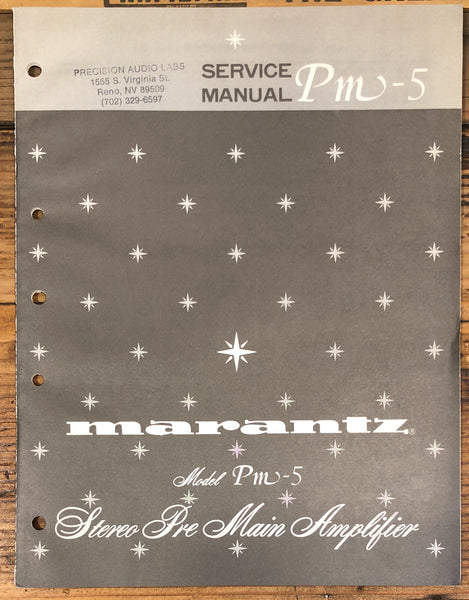 PRECISION AUDIO LABS
1555 S. Virginia St.
Reno, NV 89509
(702) 329-6597
SERVICE
MANUAL Pm-5
marantz®
Model Pm-5
Stereo Pre Main Amplifier